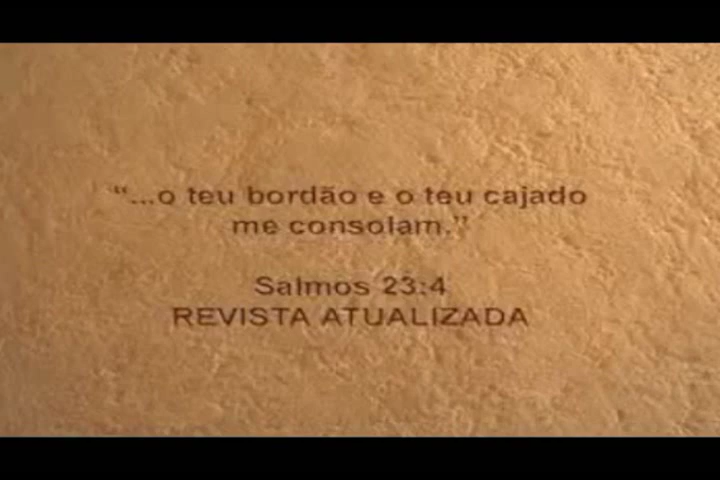 “...o teu bordão e o teu cajado
me consolam.”
Salmos 23:4
REVISTA ATUALIZADA